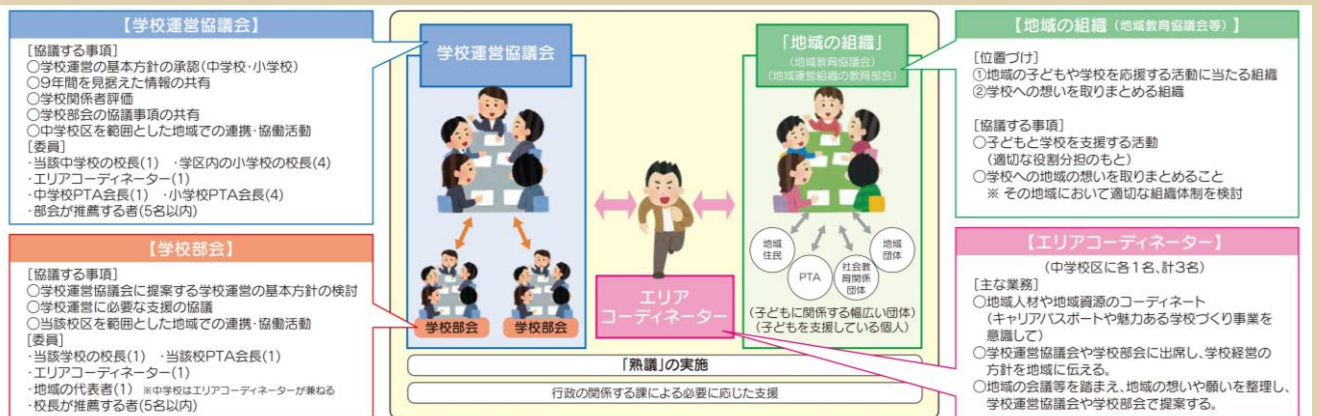 【学校運営協議会】
[協議する事項]
○学校運営の基本方針の承認(中学校・小学校)
○9年間を見据えた情報の共有
○学校関係者評価
○学校部会の協議事項の共有
○中学校区を範囲とした地域での連携・協働活動
[委員]
・当該中学校の校長(1) ・学区内の小学校の校長(4)
・エリアコーディネーター(1)
・中学校PTA会長(1) ・小学校PTA会長(4)
・部会が推薦する者(5名以内)
【学校部会】
[協議する事項]
○学校運営協議会に提案する学校運営の基本方針の検討
○学校運営に必要な支援の協議
○当該校区を範囲とした地域での連携・協働活動
[委員]
・当該学校の校長(1) ・当該校PTA会長(1)
・エリアコーディネーター(1)
・地域の代表者(1) ※中学校はエリアコーディネーターが兼ねる
・校長が推薦する者(5名以内)
学校運営協議会
学校部会
学校部会
エリア
コーディネーター
「地域の組織」
(地域教育協議会)
(地域運営組織の教育部会)
地域
住民
PTA
社会教
育関係
団体
地域
団体
(子どもに関係する幅広い団体)
(子どもを支援している個人)
「熟議」の実施
行政の関係する課による必要に応じた支援
【地域の組織(地域教育協議会等)】
[位置づけ]
①地域の子どもや学校を応援する活動に当たる組織
②学校への想いを取りまとめる組織
[協議する事項]
○子どもと学校を支援する活動
(適切な役割分担のもと)
○学校への地域の想いを取りまとめること
※ その地域において適切な組織体制を検討
【エリアコーディネーター】
(中学校区に各1名、計3名)
[主な業務]
○地域人材や地域資源のコーディネート
(キャリアパスポートや魅力ある学校づくり事業を
意識して)
○学校運営協議会や学校部会に出席し、学校経営の
方針を地域に伝える。
○地域の会議等を踏まえ、地域の想いや願いを整理し、
学校運営協議会や学校部会で提案する。